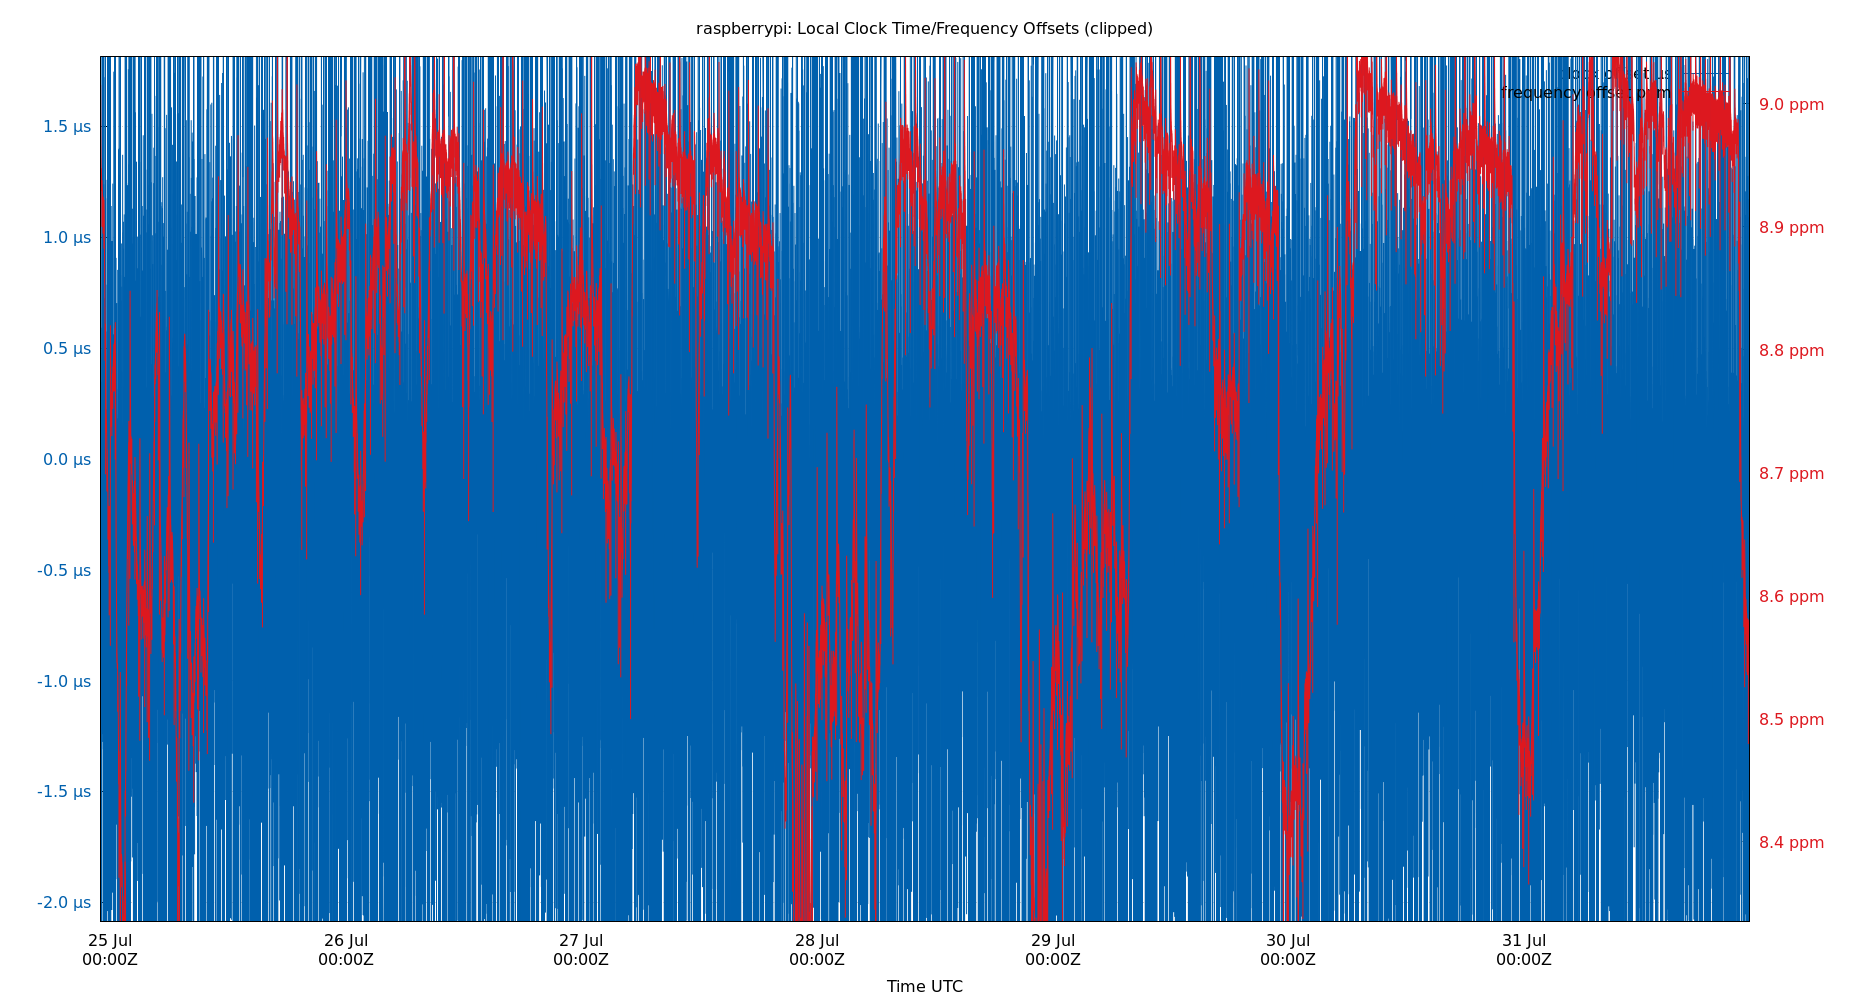 raspberrypi: Local Clock Time/Frequency Offsets (clipped)
frequency offset ppm
1.5 µs
1.0 µs
0.5 µs
0.0 µs
-0.5 µs
-1.0 µs
-1.5 µs
-2.0 µs
9.0 ppm
8.9 ppm
8.8 ppm
8.7 ppm
8.6 ppm
8.5 ppm
8.4 ppm
25 Jul 26 Jul 27 Jul 28 Jul 29 Jul 30 Jul 31 Jul
00:00Z 00:00Z 00:00Z 00:00Z 00:00Z 00:00Z 00:00Z
Time UTC